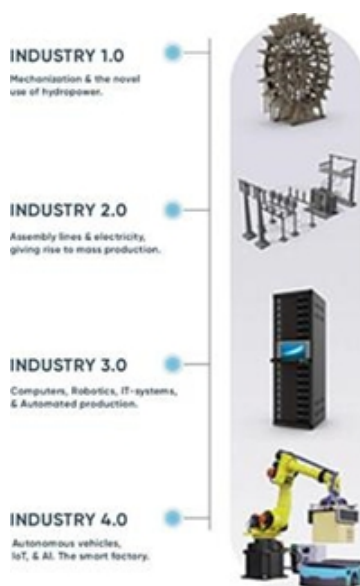 INDUSTRY 1.0
Mechanization & the novel
use of hydropower.
INDUSTRY 2.0
Assembly lines & electricity,
giving rise to mass production.
INDUSTRY 3.0
Computers, Robotics, IT-systems,
& Automated production.
INDUSTRY 4.0
Autonomous vehicles,
IoT, & AI. The smart factory.